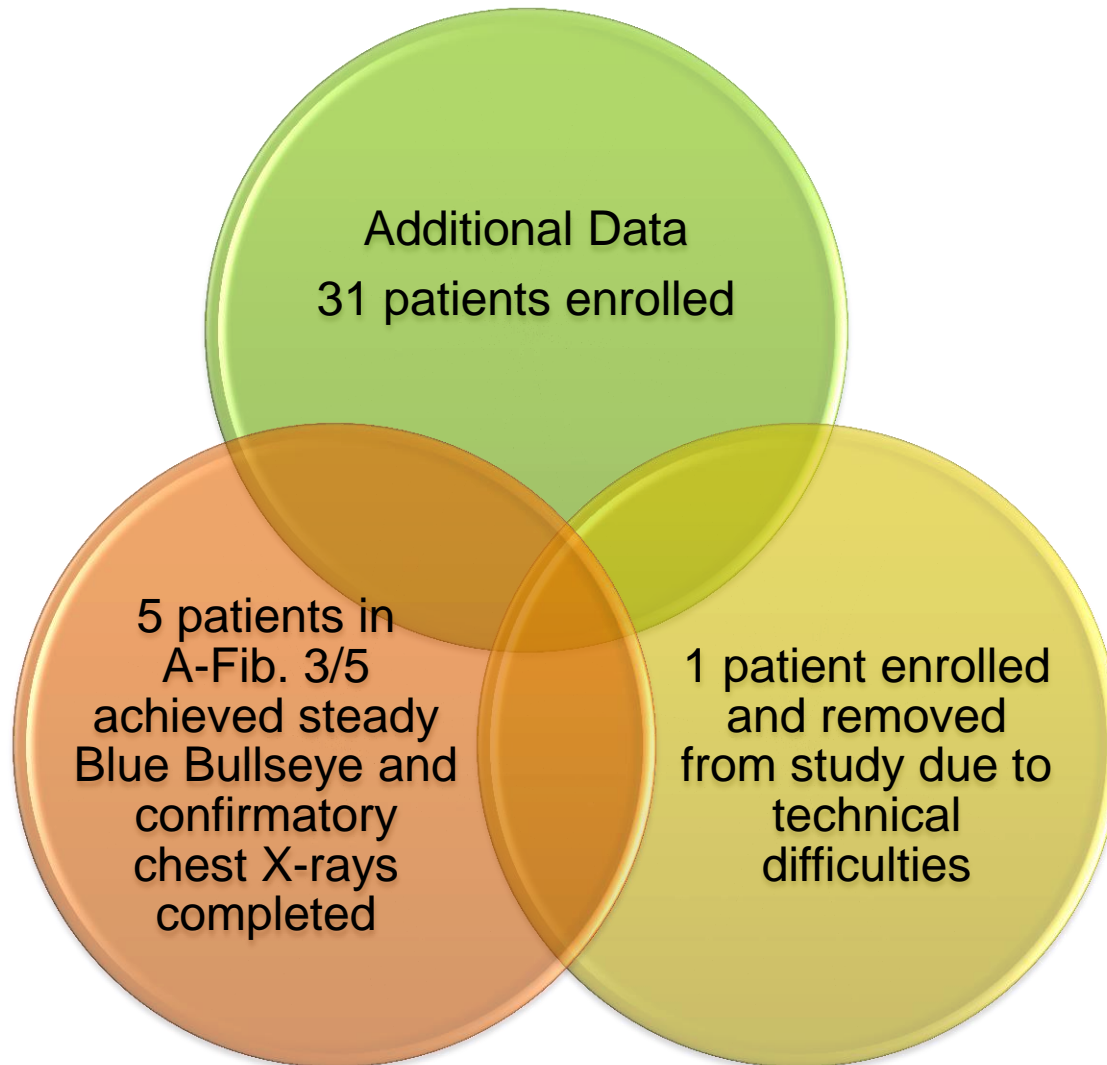 Additional Data
31 patients enrolled
5 patients in
A-Fib. 3/5
achieved steady
Blue Bullseye and
confirmatory
chest X-rays
completed
1 patient enrolled
and removed
from study due to
technical
difficulties